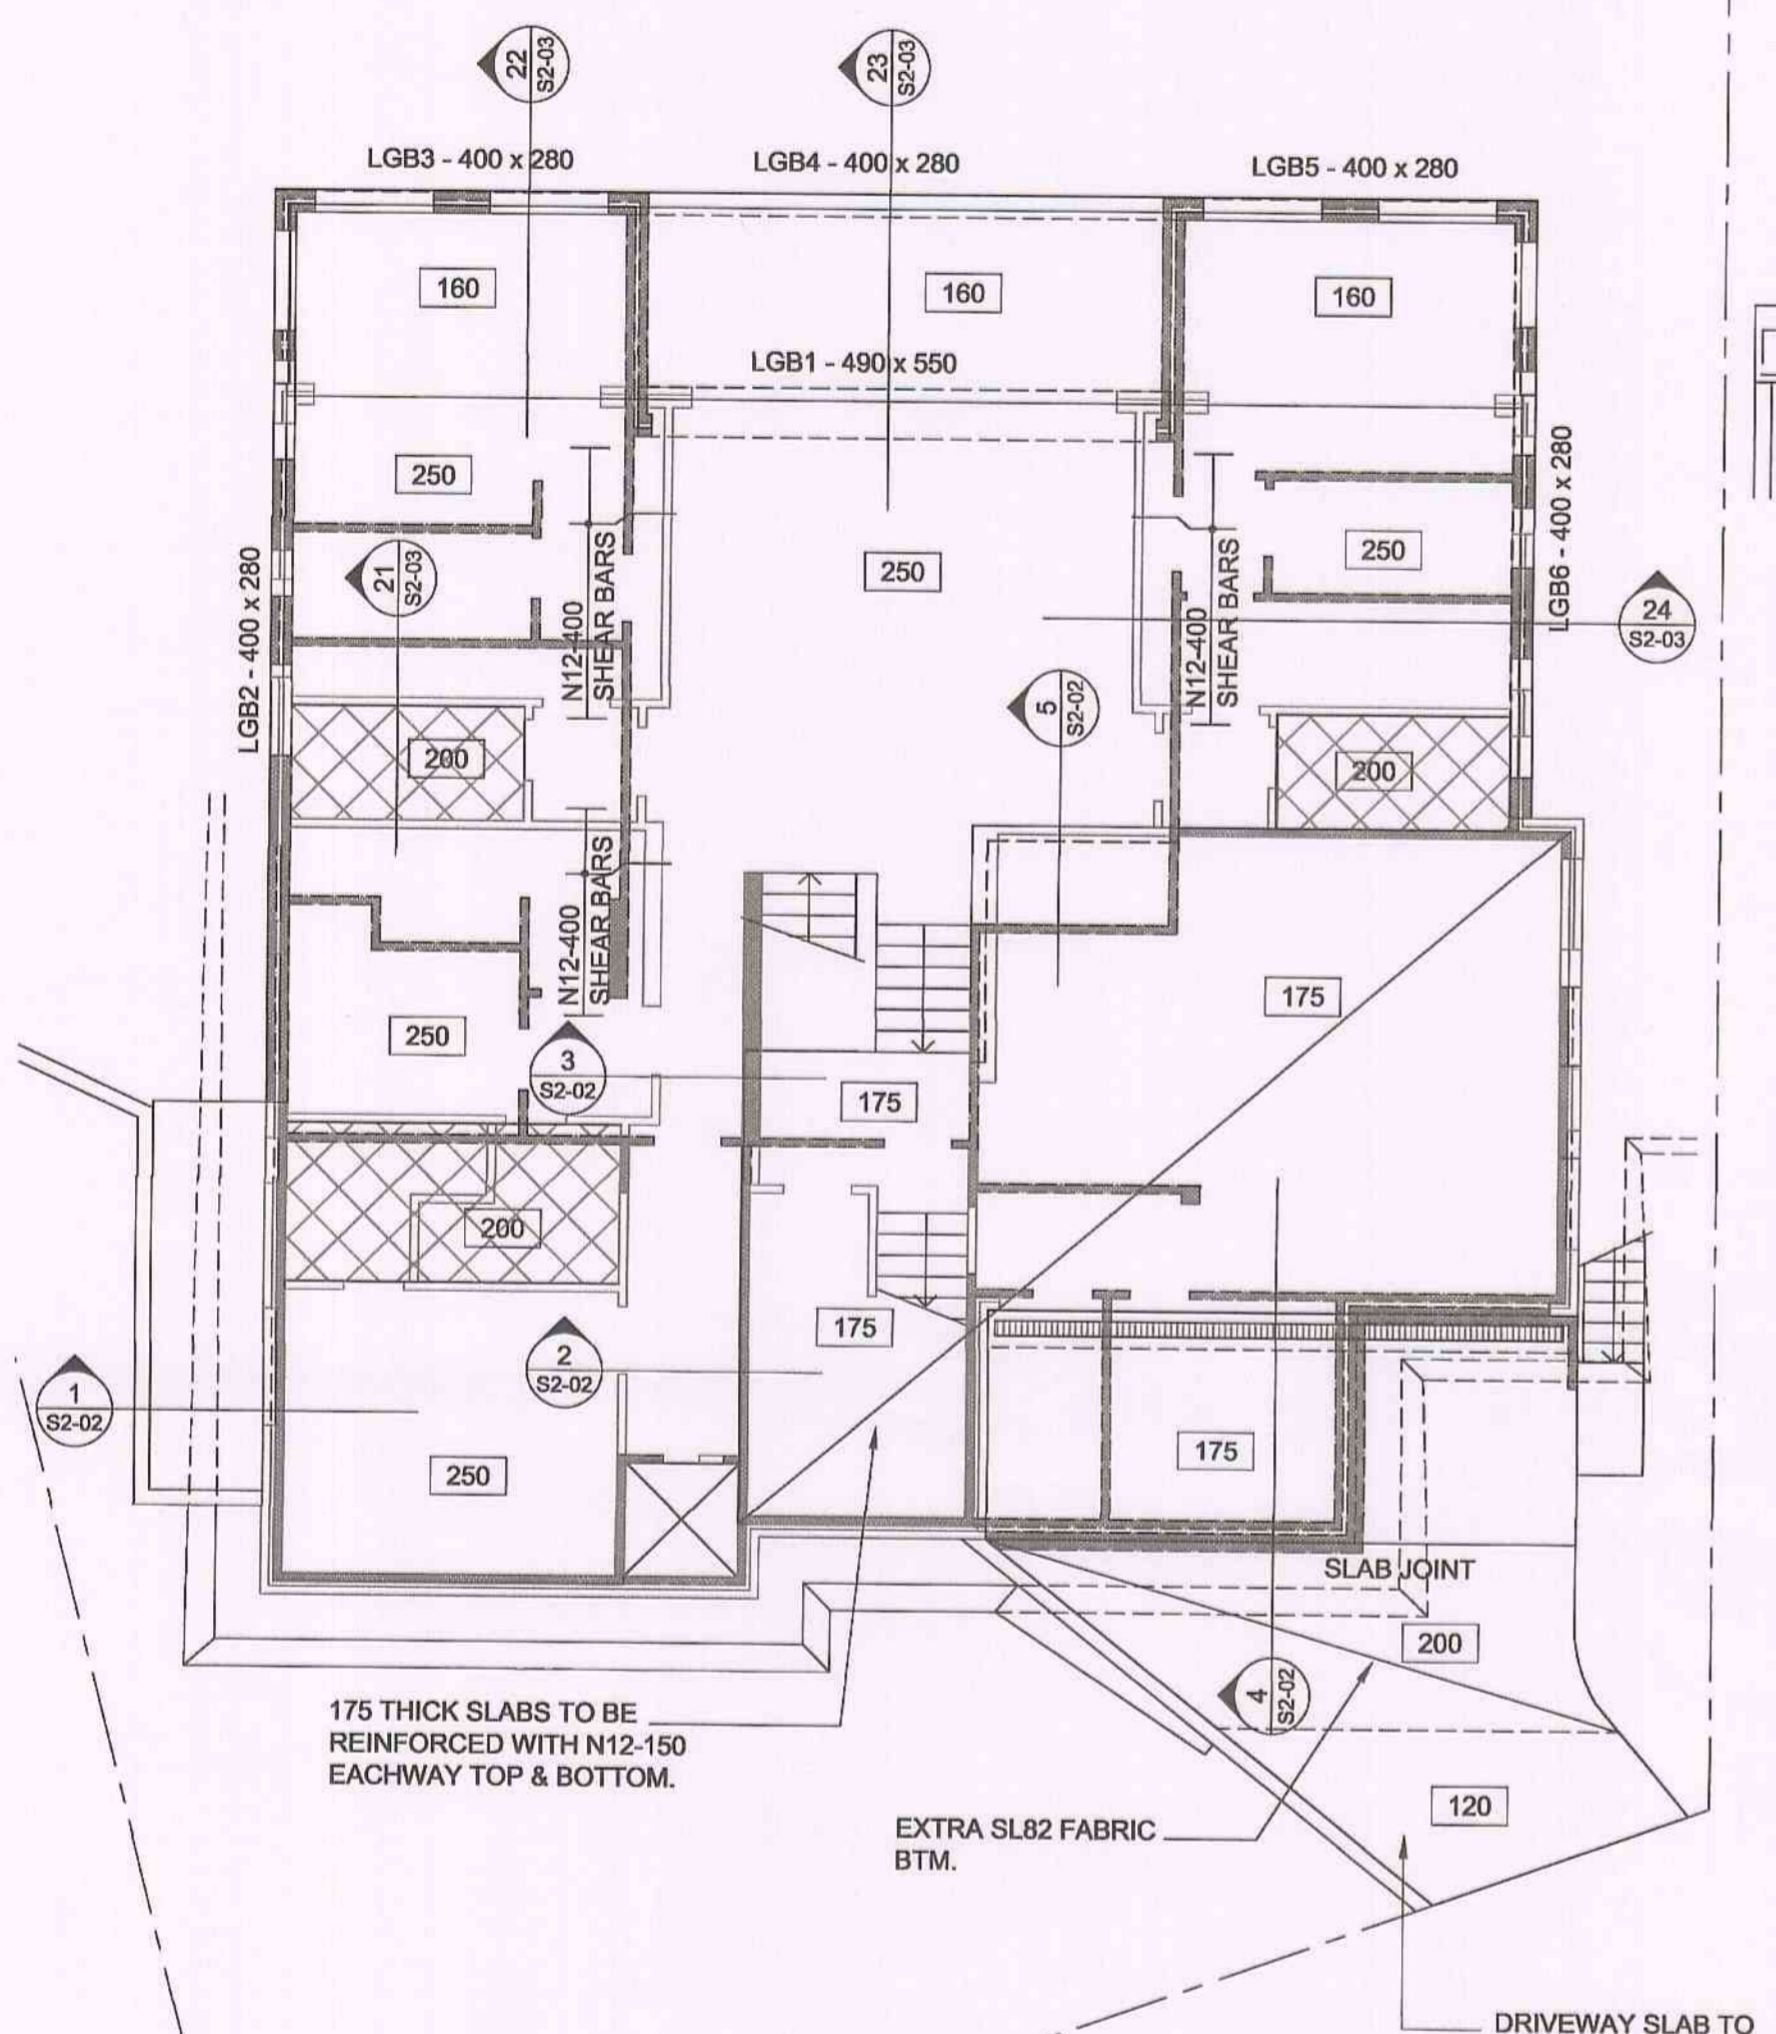 22
S2-03
23
S2-03
LGB3 - 400 x 280
LGB4 - 400 x 280
LGB5 - 400 x 280
160
160
160
LGB1 - 490 x 550
250
250
250
21
S2-03
N12-400
SHEAR BARS
N12-400
SHEAR BARS
LGB2 - 400 x 280
LGB6 - 400 x 280
24
S2-03
5
S2-02
200
200
N12-400
SHEAR BARS
250
175
3
S2-02
175
200
175
2
S2-02
1
S2-02
250
175
SLAB JOINT
200
4
S2-02
175 THICK SLABS TO BE
REINFORCED WITH N12-150
EACHWAY TOP & BOTTOM.
120
EXTRA SL82 FABRIC
BTM.
DRIVEWAY SLAB TO